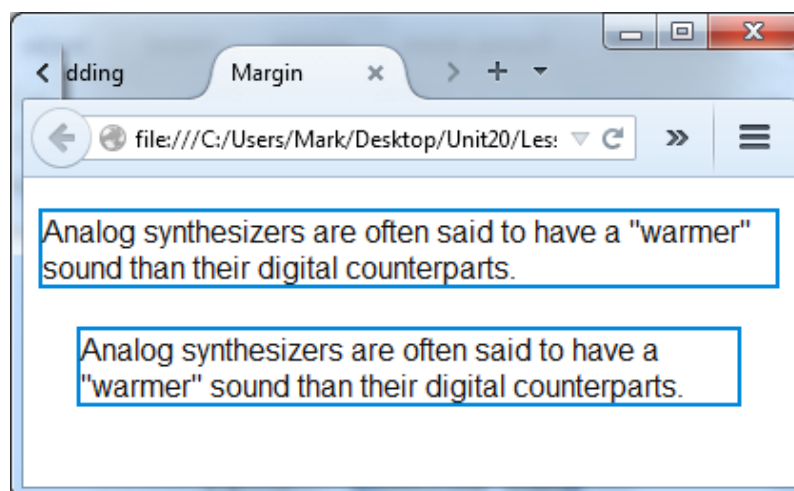 dding
Margin
file:///C:/Users/Mark/Desktop/Unit20/Les
Analog synthesizers are often said to have a "warmer"
sound than their digital counterparts.
Analog synthesizers are often said to have a
"warmer" sound than their digital counterparts.